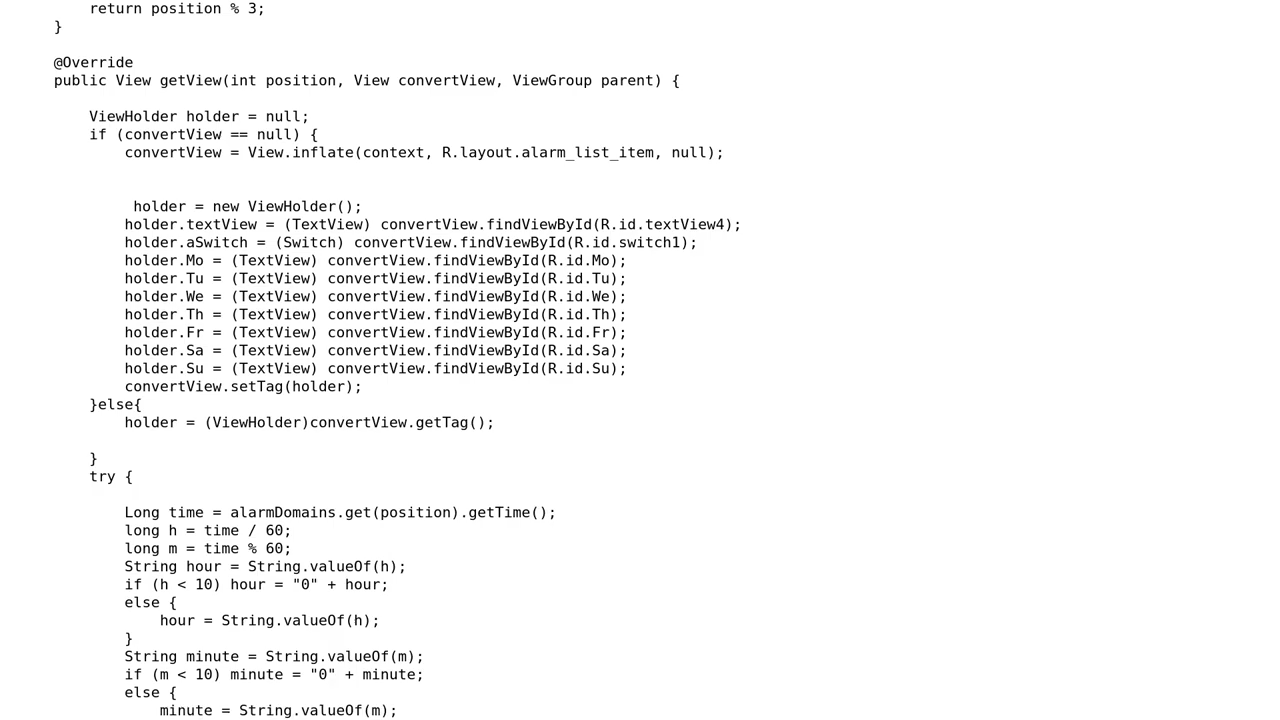 return position % 3;
}
@Override
public View getView(int position, View convertView, ViewGroup parent) {
ViewHolder holder = null;
if (convertView == null) {
convertView = View.inflate(context, R.layout.alarm_list_item, null);
holder = new ViewHolder();
holder.textView = (TextView) convertView.findViewById(R.id.textView4);
holder.aSwitch = (Switch) convertView.findViewById(R.id.switch1);
holder.Mo = (TextView) convertView.findViewById(R.id.Mo);
holder.Tu = (TextView) convertView.findViewById(R.id.Tu);
holder.We = (TextView) convertView.findViewById(R.id.We);
holder.Th = (TextView) convertView.findViewById(R.id.Th);
holder.Fr = (TextView) convertView.findViewById(R.id.Fr);
holder.Sa = (TextView) convertView.findViewById(R.id.Sa);
holder.Su = (TextView) convertView.findViewById(R.id.Su);
convertView.setTag(holder);
}else{
holder = (ViewHolder)convertView.getTag();
}
try {
Long time = alarmDomains.get(position).getTime();
long h = time / 60;
long m = time % 60;
String hour = String.valueOf(h);
if (h < 10) hour = "0" + hour;
else {
hour = String.valueOf(h);
}
String minute = String.valueOf(m);
if (m < 10) minute = "0" + minute;
else {
minute = String.valueOf(m);